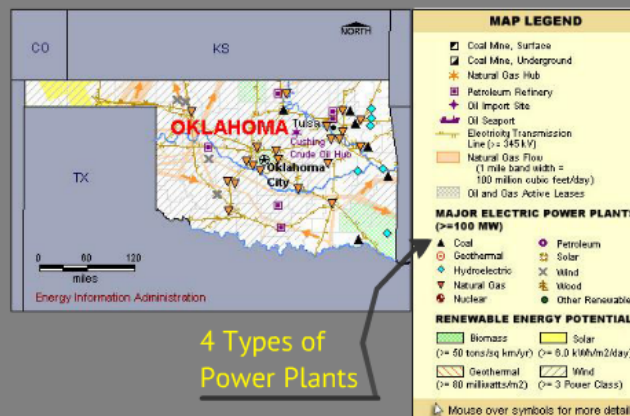 CO
KS
NORTH
OKLAHOMA
Tulsa
Cushing
Crude Oil Hub
Oklahoma
City
TX
0 60 120
miles
Energy Information Administration
4 Types of
Power Plants
MAP LEGEND
Coal Mine, Surface
Coal Mine, Underground
Natural Gas Hub
Petroleum Refinery
Oil Import Site
Oil Seaport
Electricity Transmission
Line (>= 345 kV)
Natural Gas Flow
(1 mile band width =
100 million cubic feet/day)
Oil and Gas Active Leases
MAJOR ELECTRIC POWER PLANTS
(>=100 MW)
Coal Petroleum
Geothermal Solar
Hydroelectric Wind
Natural Gas Wood
Nuclear Other Renewable
RENEWABLE ENERGY POTENTIAL
Biomass Solar
(>= 50 tons/sq km/yr) (>= 6.0 kWh/m2/day)
Geothermal Wind
(>= 80 milliwatts/m2) (>= 3 Power Class)
Mouse over symbols for more detail